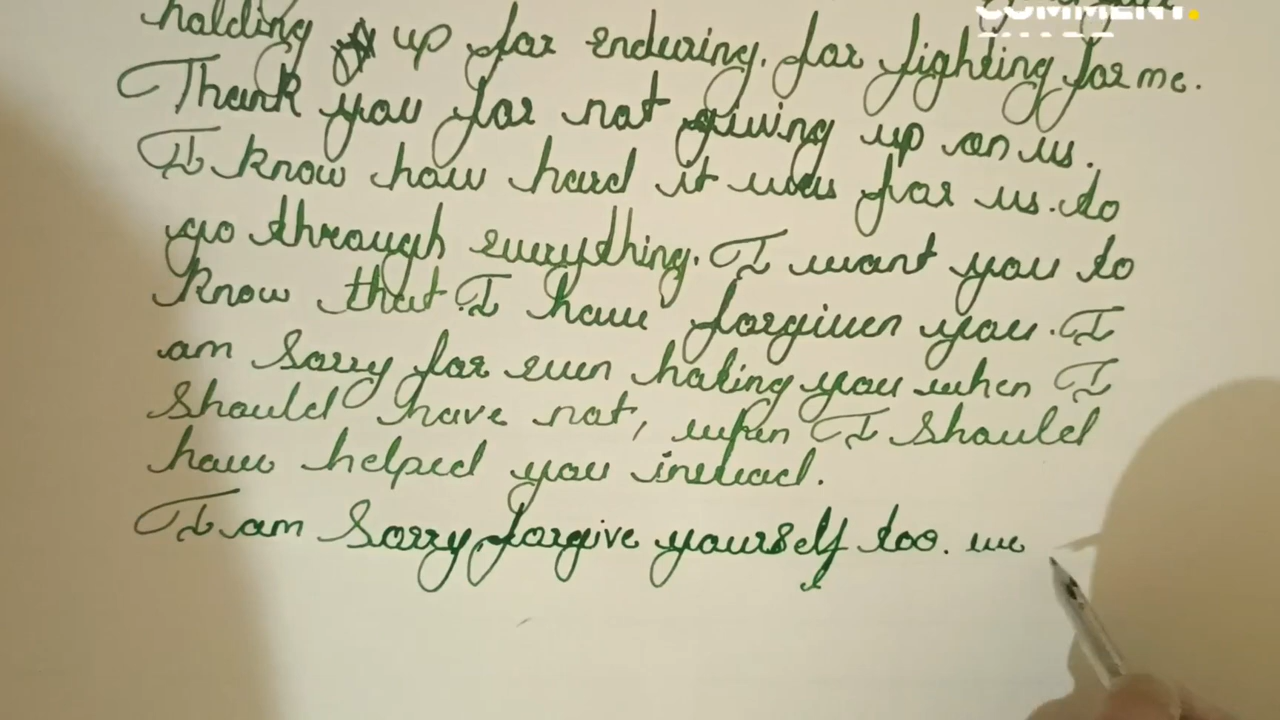 COMMENT.
holding up for enduring. for fighting for me.
Thank you for not giving up on us.
I know how hard it was for us. to
go through everything. I want you to
know that I have forgiven you. I
am sorry for ever hating you when I
should have not, when I should
have helped you instead.
I am sorry forgive yourself too. we